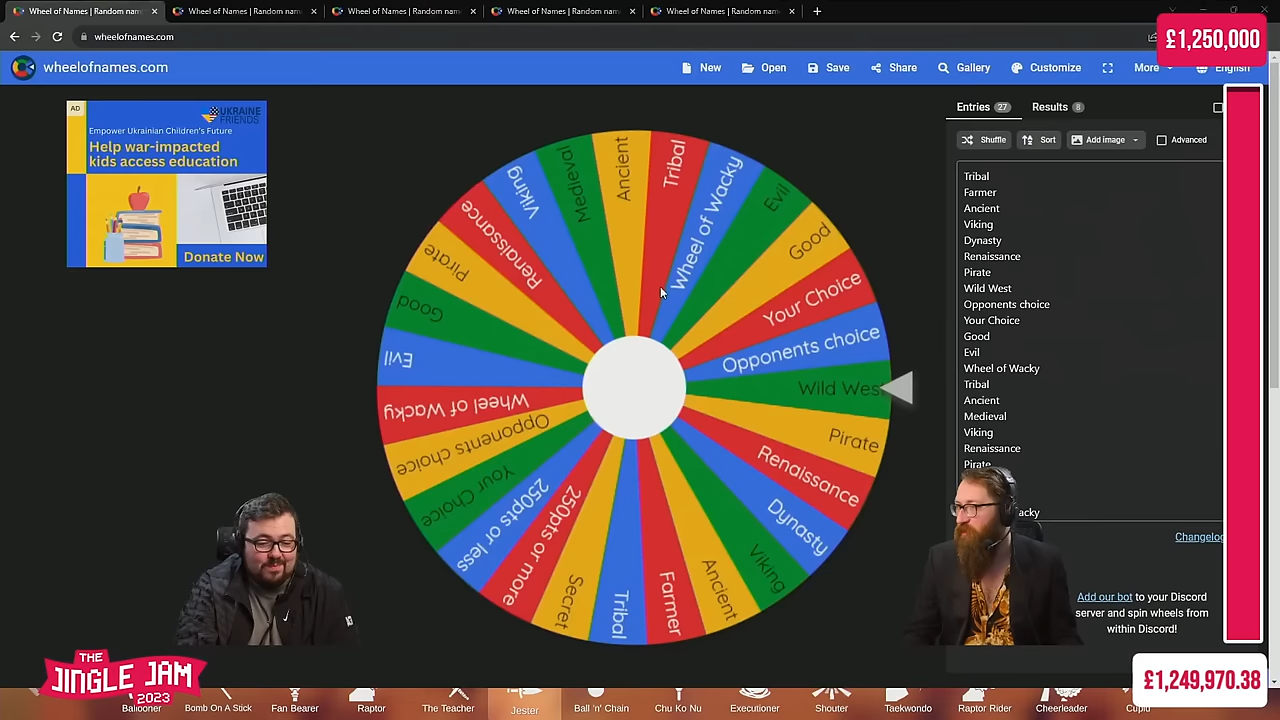 Wheel of Names | Random nam
Wheel of Names | Random nam
Wheel of Names | Random nam
Wheel of Names | Random nam
Wheel of Names | Random nam
wheelofnames.com
£1,250,000
wheelofnames.com
New
Open
Save
Share
Gallery
Customize
More
English
AD
UKRAINE
FRIENDS
Empower Ukrainian Children's Future
Help war-impacted
kids access education
Donate Now
Entries 27
Results 8
Shuffle
Sort
Add image
Advanced
Tribal
Farmer
Ancient
Viking
Dynasty
Renaissance
Pirate
Wild West
Opponents choice
Your Choice
Good
Evil
Wheel of Wacky
Tribal
Ancient
Medieval
Viking
Renaissance
Pirate
acky
Ancient
Tribal
Wheel of Wacky
Evil
Good
Your Choice
Opponents choice
Wild Wes
Pirate
Renaissance
Dynasty
Viking
Ancient
Farmer
Tribal
Secret
250pts or more
250pts or less
Your Choice
Opponents choice
Wheel of Wacky
Evil
Good
Pirate
Renaissance
Viking
Medieval
Changelog
Add our bot to your Discord
server and spin wheels from
within Discord!
THE
JINGLE JAM
2023
£1,249,970.38
Ballooner
Bomb On A Stick
Fan Bearer
Raptor
The Teacher
Jester
Ball 'n' Chain
Chu Ko Nu
Executioner
Shouter
Taekwondo
Raptor Rider
Cheerleader
Cupid